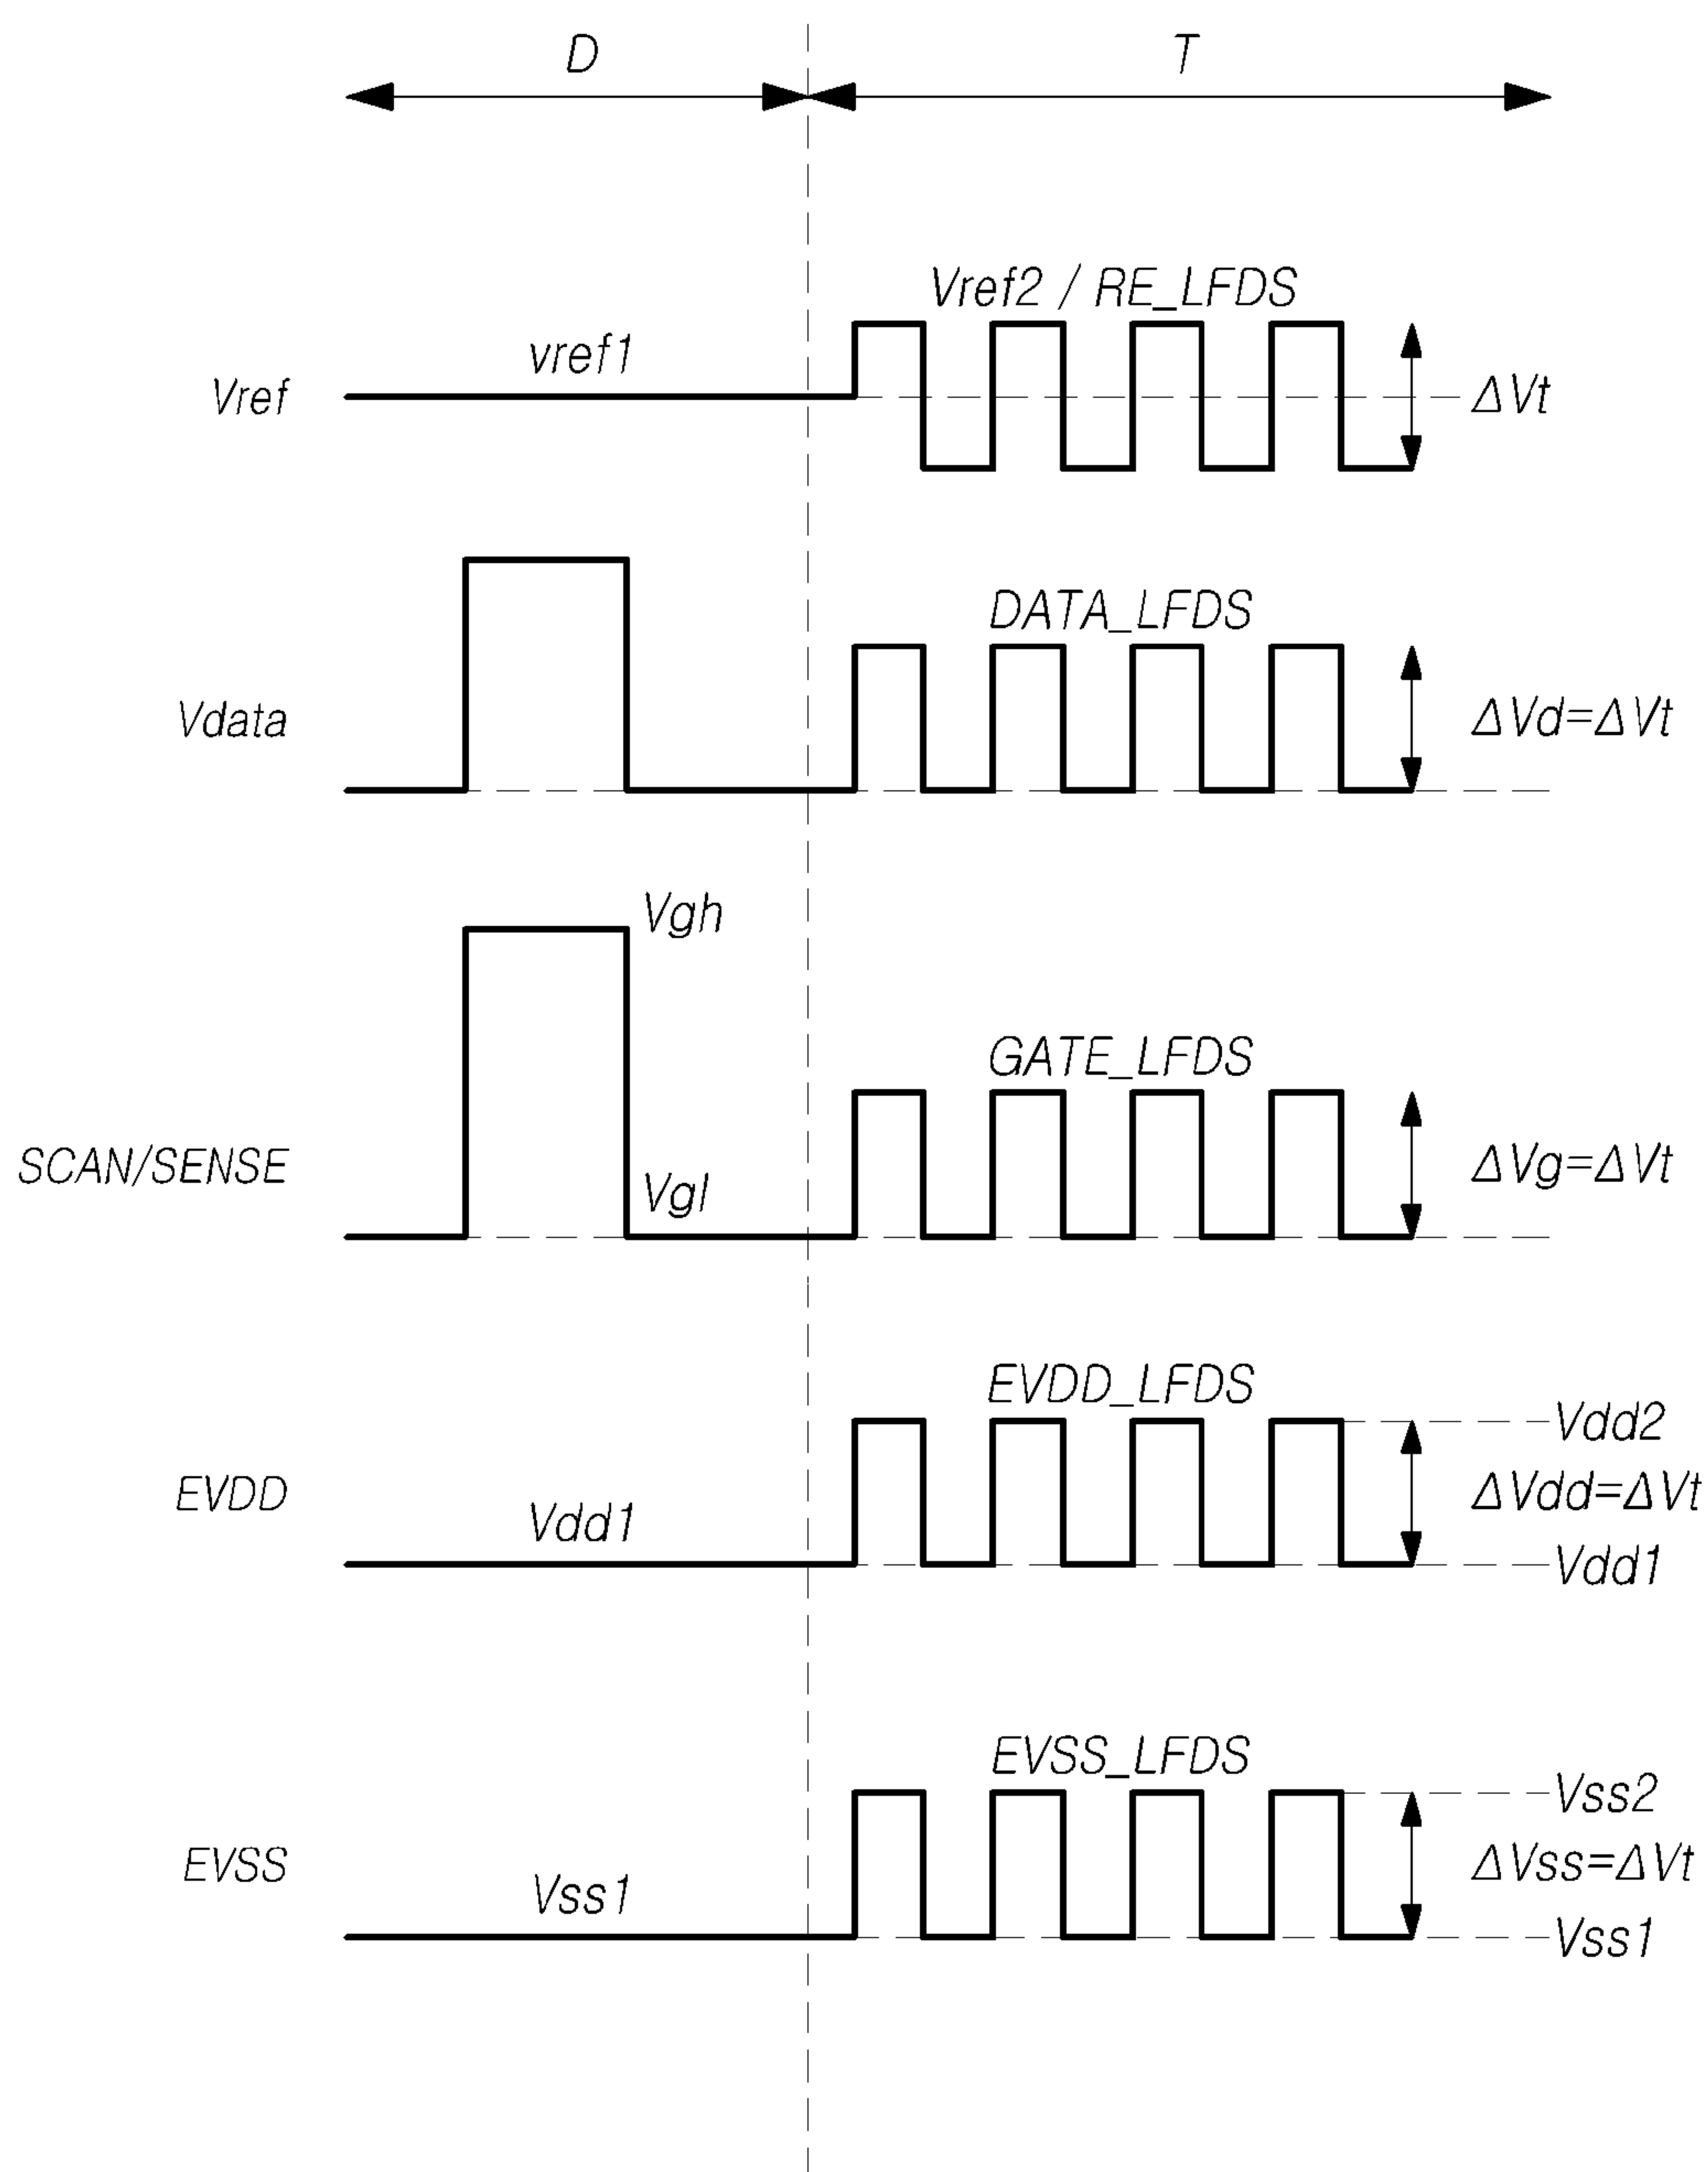 D
T
Vref2 / RE_LFDS
vref1
Vref
ΔVt
DATA_LFDS
Vdata
ΔVd=ΔVt
Vgh
GATE_LFDS
SCAN/SENSE
Vgl
ΔVg=ΔVt
EVDD_LFDS
Vdd2
EVDD
Vdd1
ΔVdd=ΔVt
Vdd1
EVSS_LFDS
Vss2
EVSS
Vss1
ΔVss=ΔVt
Vss1